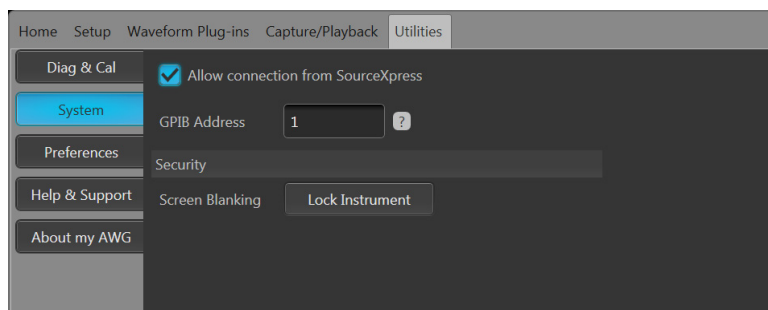 Home Setup Waveform Plug-ins Capture/Playback Utilities
Diag & Cal
System
Preferences
Help & Support
About my AWG
Allow connection from SourceXpress
GPIB Address 1 ?
Security
Screen Blanking Lock Instrument